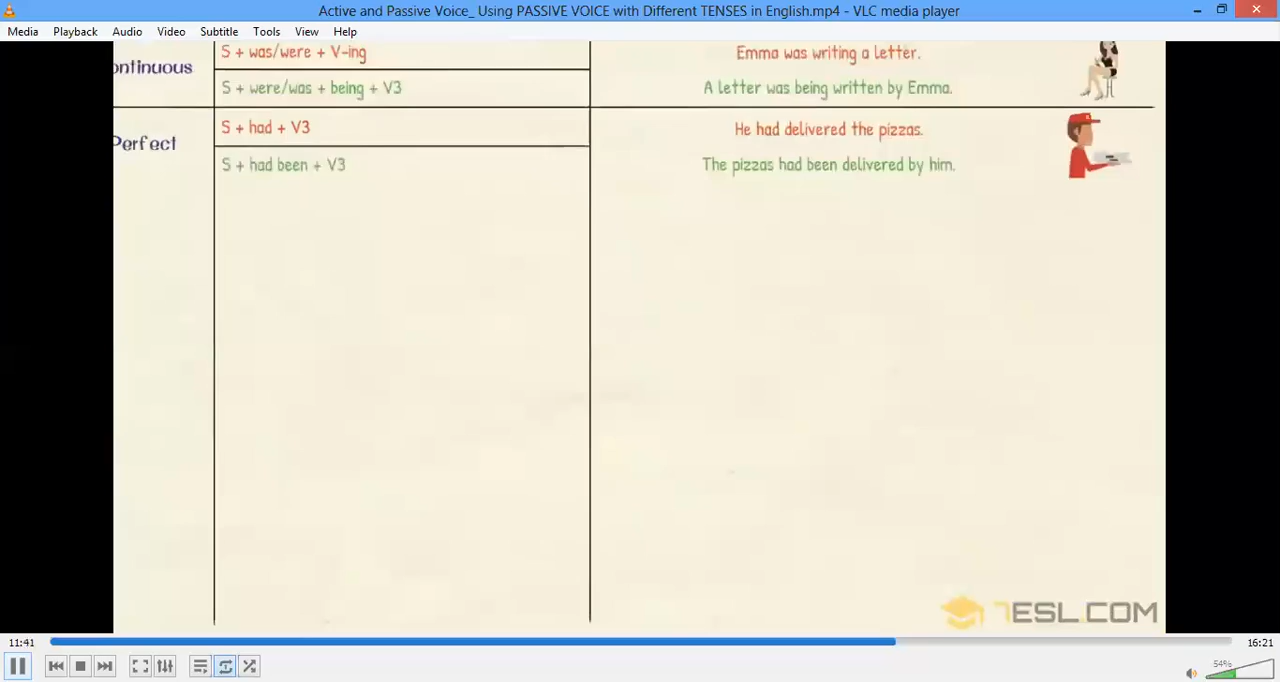 Active and Passive Voice_ Using PASSIVE VOICE with Different TENSES in English.mp4 - VLC media player
Media Playback Audio Video Subtitle Tools View Help
S + was/were + V-ing
Emma was writing a letter.
ontinuous
S + were/was + being + V3
A letter was being written by Emma.
S + had + V3
He had delivered the pizzas.
Perfect
S + had been + V3
The pizzas had been delivered by him.
7ESL.COM
11:41
16:21
54%